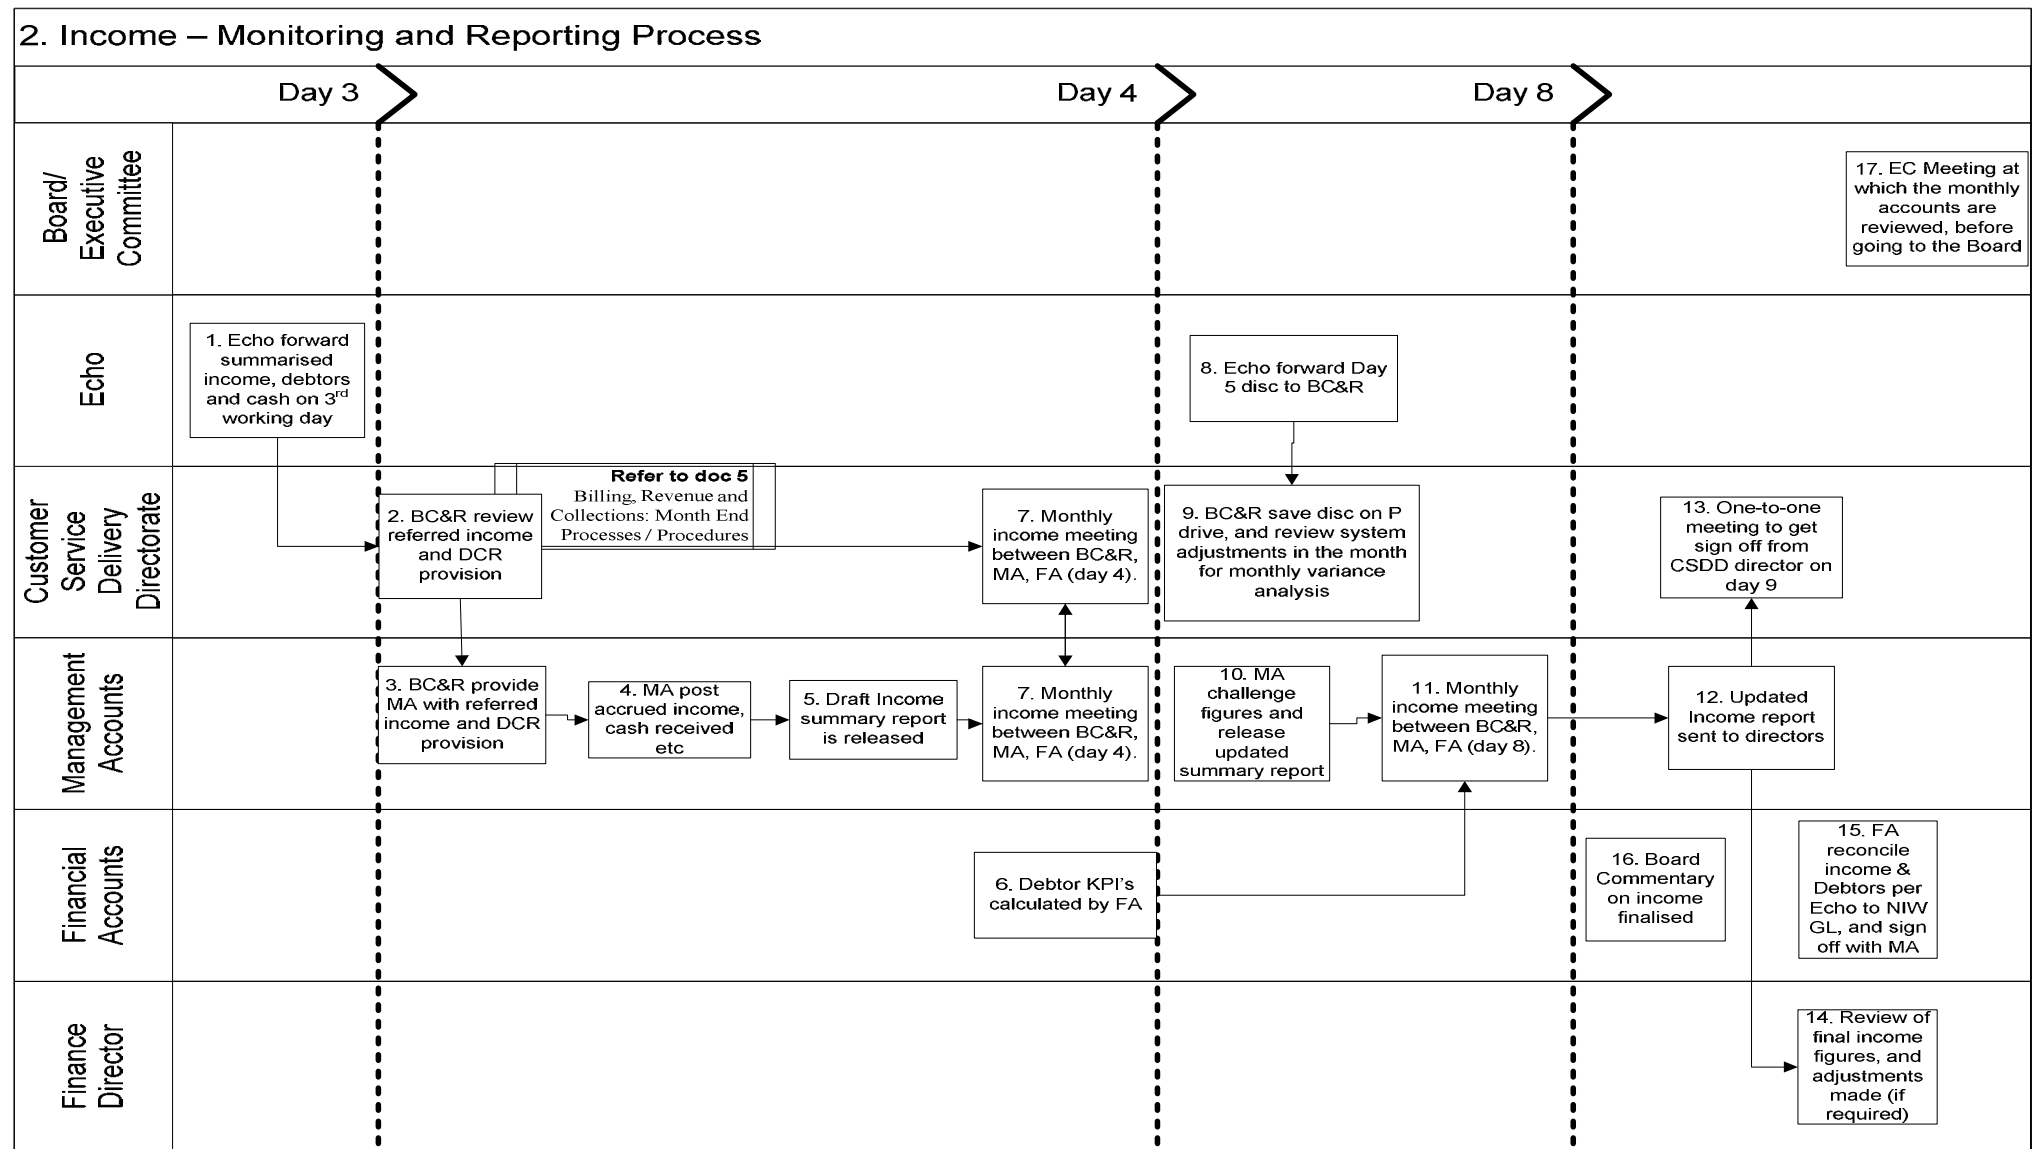 2. Income – Monitoring and Reporting Process
Day 3
Day 4
Day 8
Board/
Executive
Committee
17. EC Meeting at
which the monthly
accounts are
reviewed, before
going to the Board
Echo
1. Echo forward
summarised
income, debtors
and cash on 3rd
working day
8. Echo forward Day
5 disc to BC&R
Customer
Service
Delivery
Directorate
2. BC&R review
referred income
and DCR
provision
Refer to doc 5
Billing, Revenue and
Collections: Month End
Processes / Procedures
7. Monthly
income meeting
between BC&R,
MA, FA (day 4).
9. BC&R save disc on P
drive, and review system
adjustments in the month
for monthly variance
analysis
13. One-to-one
meeting to get
sign off from
CSDD director on
day 9
Management
Accounts
3. BC&R provide
MA with referred
income and DCR
provision
4. MA post
accrued income,
cash received
etc
5. Draft Income
summary report
is released
7. Monthly
income meeting
between BC&R,
MA, FA (day 4).
10. MA
challenge
figures and
release
updated
summary report
11. Monthly
income meeting
between BC&R,
MA, FA (day 8).
12. Updated
Income report
sent to directors
Financial
Accounts
6. Debtor KPI's
calculated by FA
16. Board
Commentary
on income
finalised
15. FA
reconcile
income &
Debtors per
Echo to NIW
GL, and sign
off with MA
Finance
Director
14. Review of
final income
figures, and
adjustments
made (if
required)